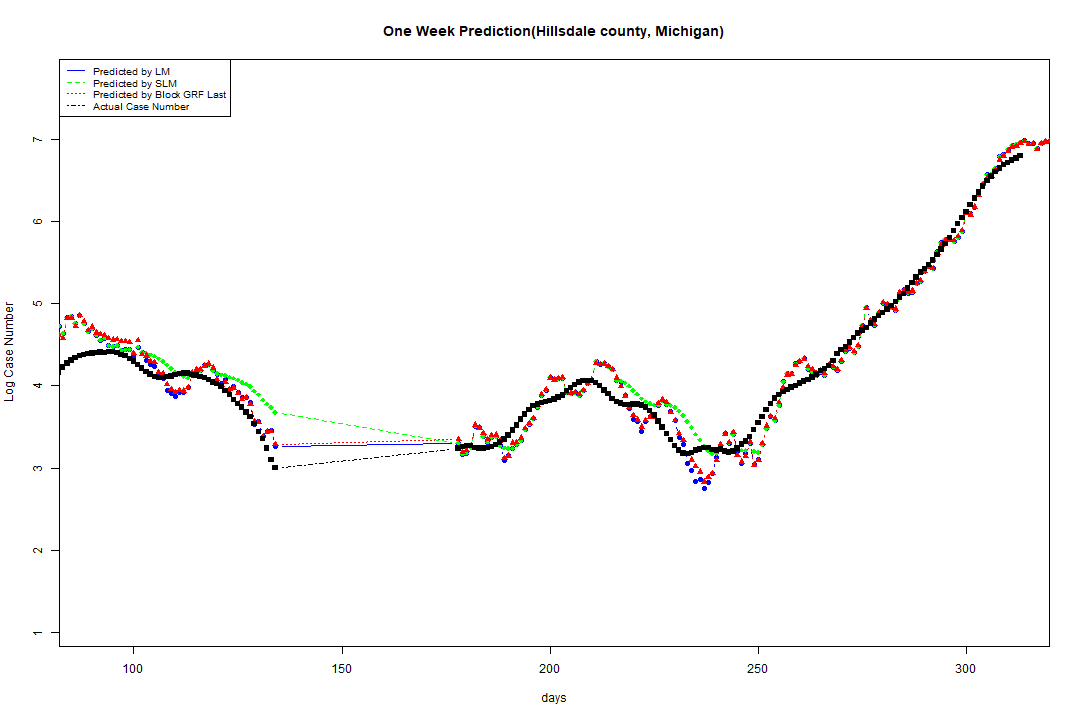 One Week Prediction(Hillsdale county, Michigan)
Predicted by LM
Predicted by SLM
Predicted by Block GRF Last
Actual Case Number
Log Case Number
7
6
5
4
3
2
1
100 150 200 250 300
days